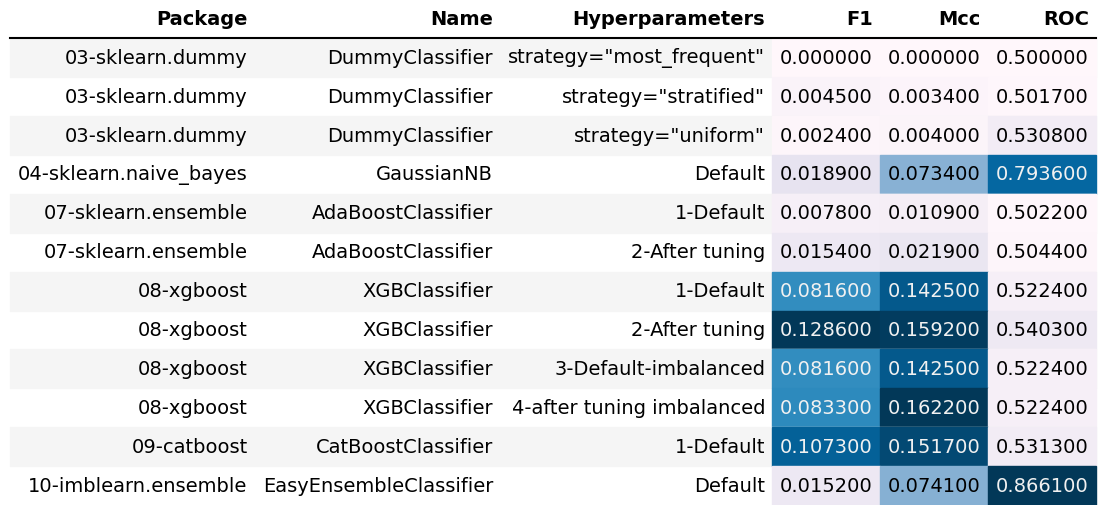 Package Name Hyperparameters F1 Mcc ROC
03-sklearn.dummy DummyClassifier strategy="most_frequent" 0.000000 0.000000 0.500000
03-sklearn.dummy DummyClassifier strategy="stratified" 0.004500 0.003400 0.501700
03-sklearn.dummy DummyClassifier strategy="uniform" 0.002400 0.004000 0.530800
04-sklearn.naive_bayes GaussianNB Default 0.018900 0.073400 0.793600
07-sklearn.ensemble AdaBoostClassifier 1-Default 0.007800 0.010900 0.502200
07-sklearn.ensemble AdaBoostClassifier 2-After tuning 0.015400 0.021900 0.504400
08-xgboost XGBClassifier 1-Default 0.081600 0.142500 0.522400
08-xgboost XGBClassifier 2-After tuning 0.128600 0.159200 0.540300
08-xgboost XGBClassifier 3-Default-imbalanced 0.081600 0.142500 0.522400
08-xgboost XGBClassifier 4-after tuning imbalanced 0.083300 0.162200 0.522400
09-catboost CatBoostClassifier 1-Default 0.107300 0.151700 0.531300
10-imblearn.ensemble EasyEnsembleClassifier Default 0.015200 0.074100 0.866100